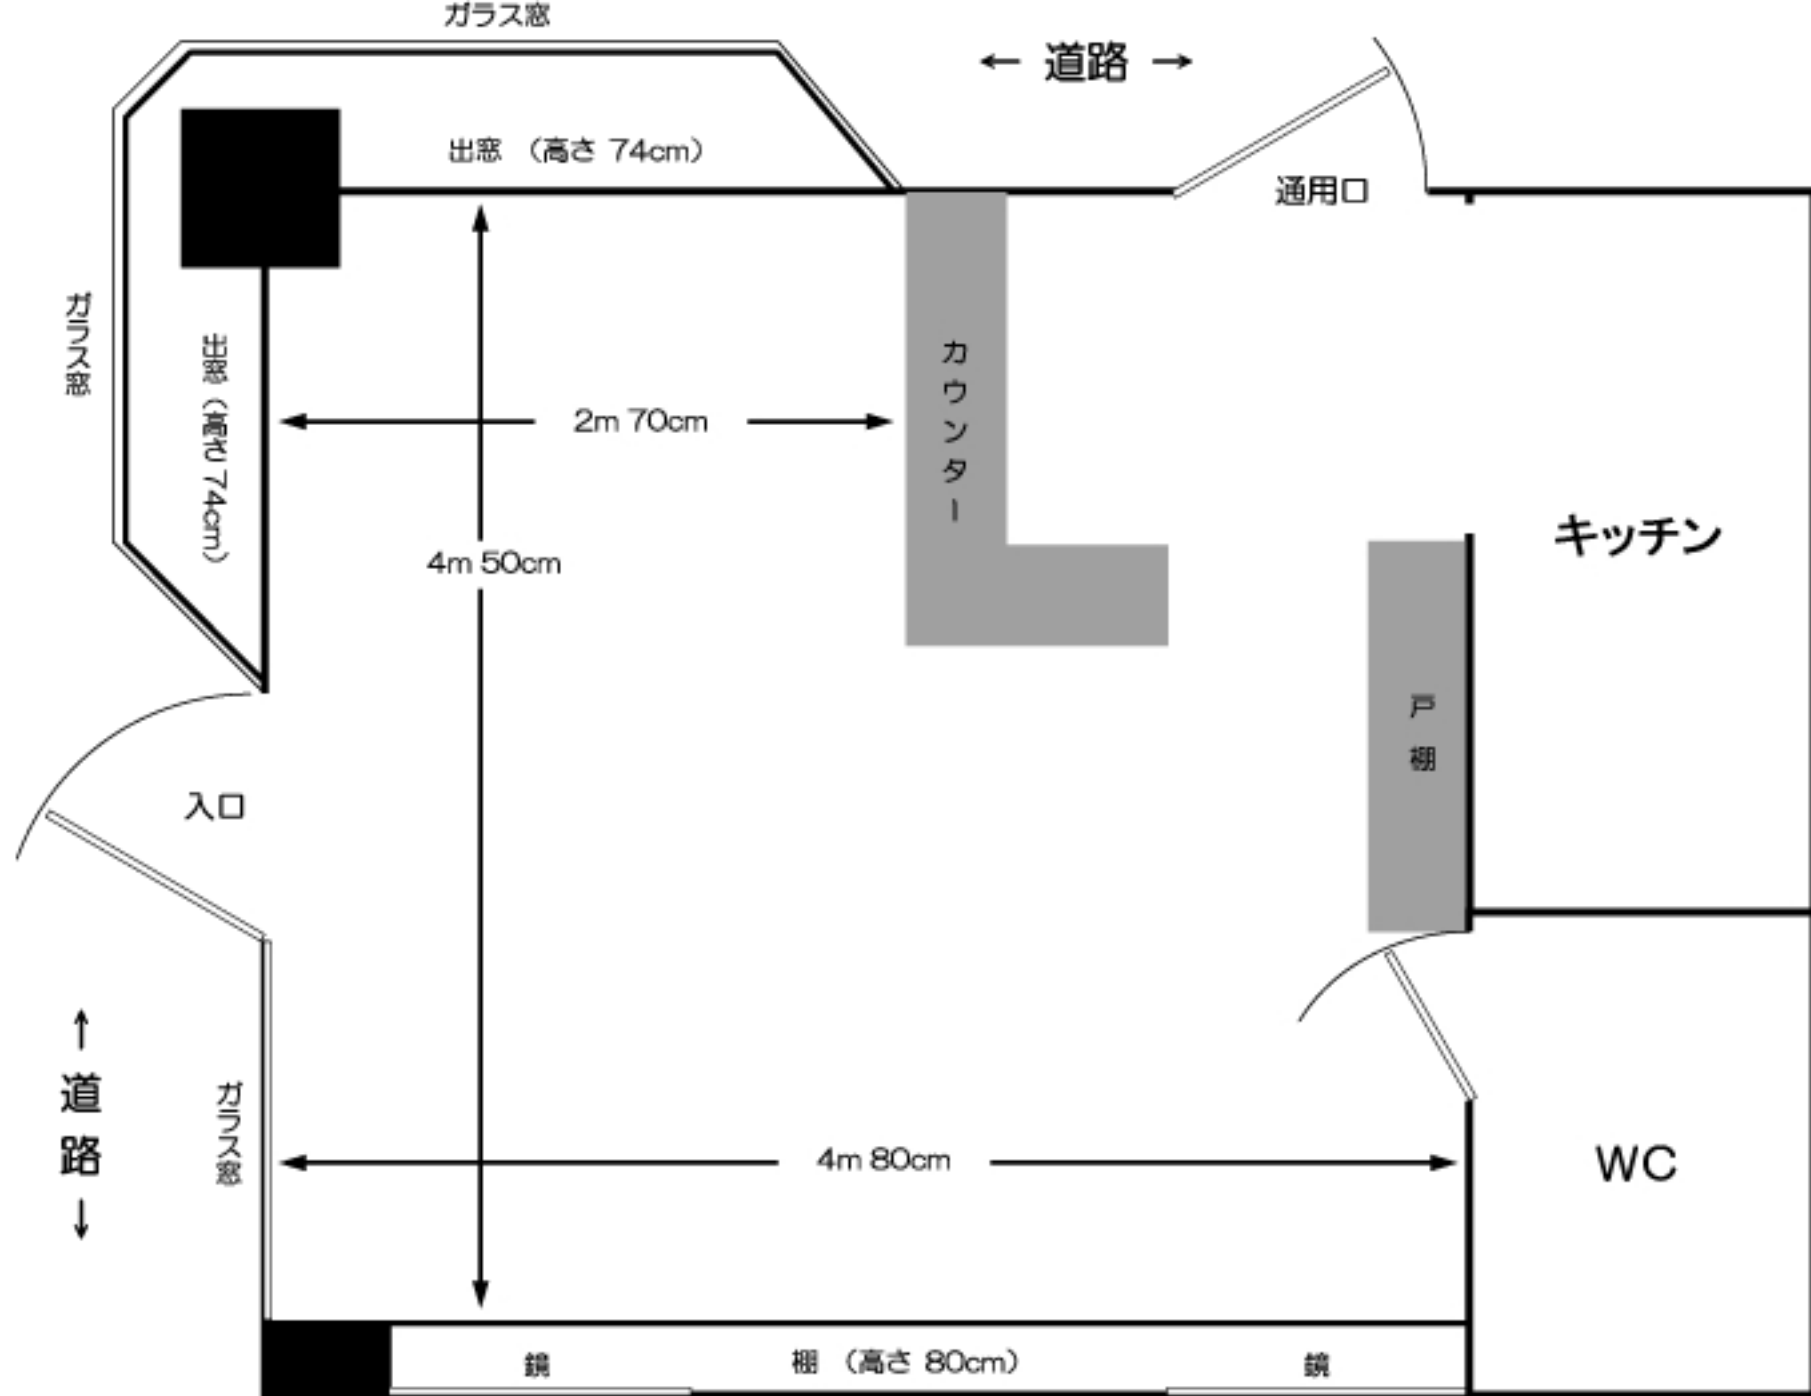 ガラス窓
← 道路 →
出窓 （高さ 74cm）
通用口
ガラス窓
出窓（高さ 74cm）
カウンター
2m 70cm
4m 50cm
キッチン
戸棚
入口
↑
道路
↓
ガラス窓
4m 80cm
WC
鏡
棚 （高さ 80cm）
鏡